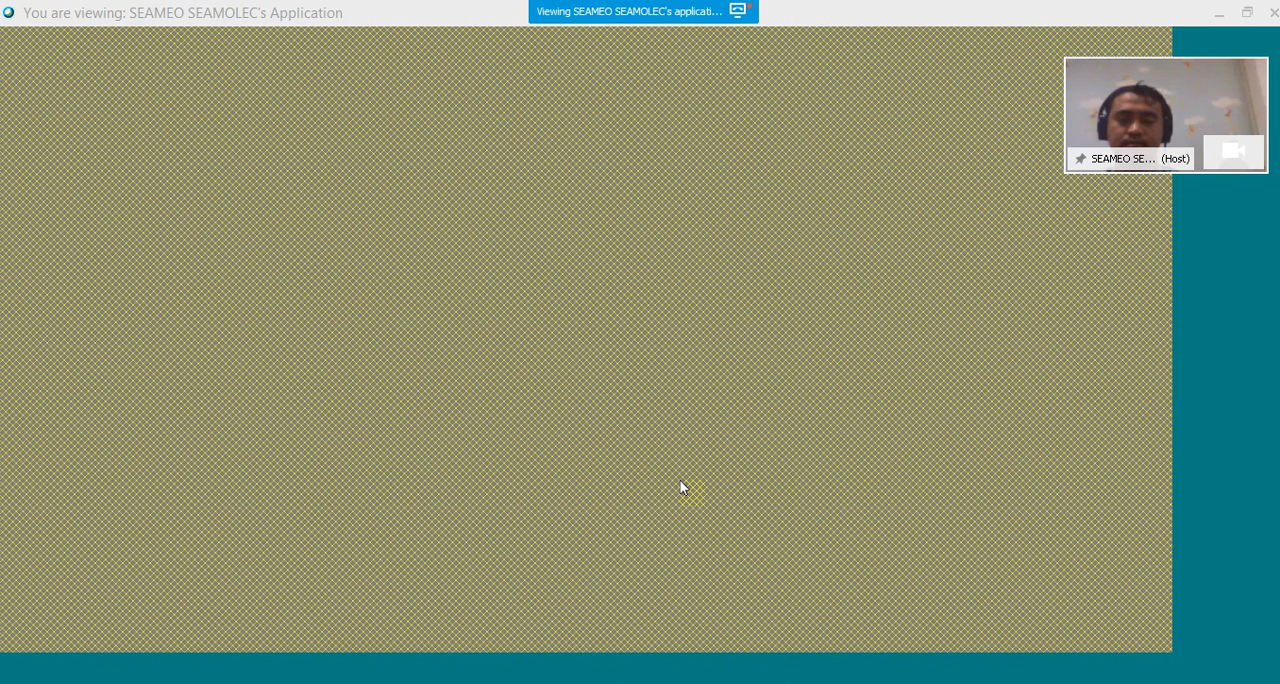 You are viewing: SEAMEO SEAMOLEC's Application
Viewing SEAMEO SEAMOLEC's applicati...
SEAMEO SE... (Host)